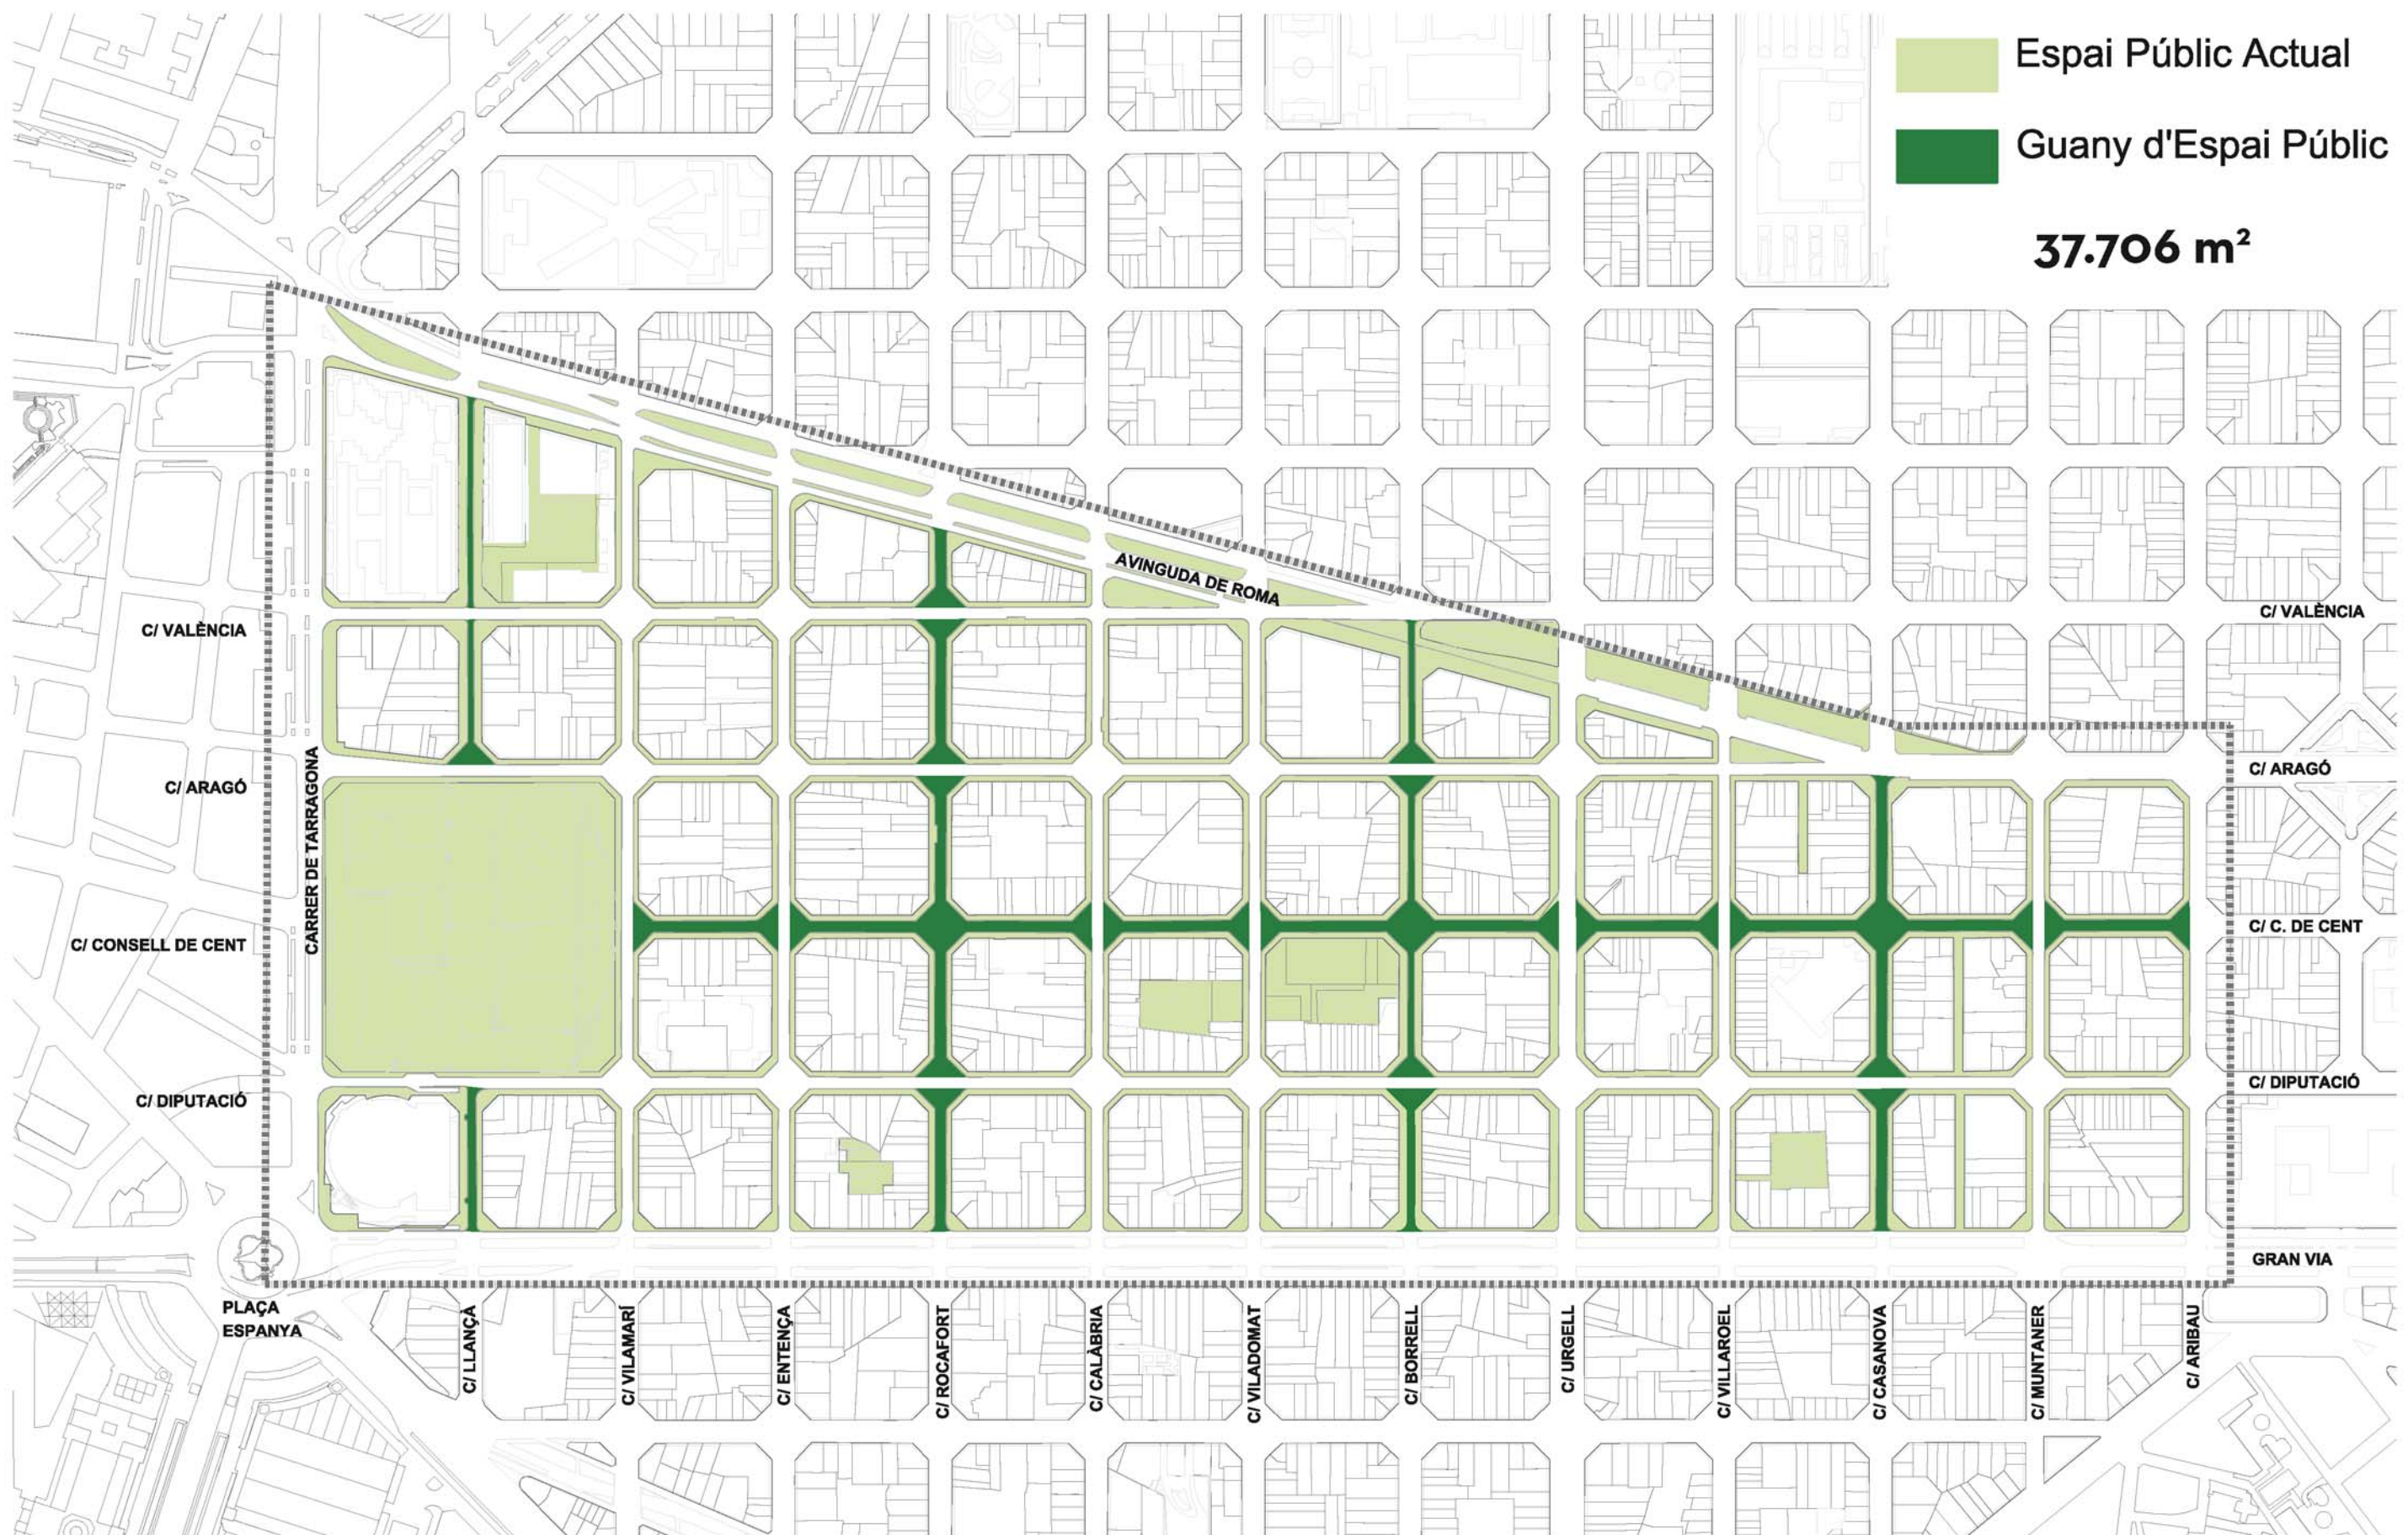 Espai Públic Actual
Guany d'Espai Públic
37.706 m²
AVINGUDA DE ROMA
C/ VALÈNCIA
C/ VALÈNCIA
C/ ARAGÓ
C/ ARAGÓ
CARRER DE TARRAGONA
C/ CONSELL DE CENT
C/ C. DE CENT
C/ DIPUTACIÓ
C/ DIPUTACIÓ
GRAN VIA
PLAÇA
ESPANYA
C/ LLANÇÀ
C/ VILAMARÍ
C/ ENTENÇA
C/ ROCAFORT
C/ CALÀBRIA
C/ VILADOMAT
C/ BORRELL
C/ URGELL
C/ VILLAROEL
C/ CASANOVA
C/ MUNTANER
C/ ARIBAU